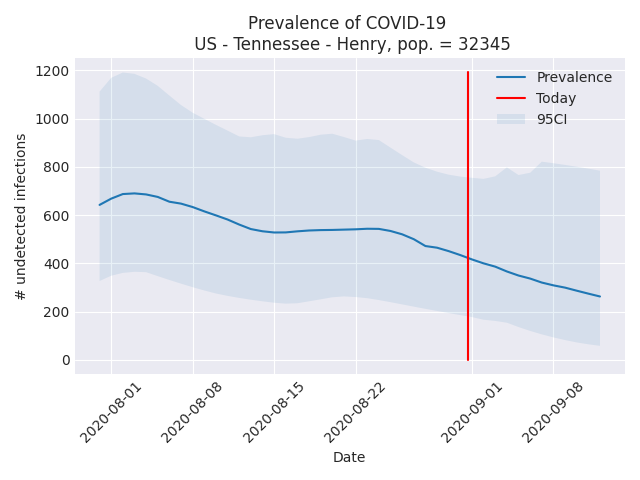 Prevalence of COVID-19
US - Tennessee - Henry, pop. = 32345
Prevalence
Today
95CI
# undetected infections
1200
1000
800
600
400
200
0
2020-08-01
2020-08-08
2020-08-15
2020-08-22
2020-09-01
2020-09-08
Date